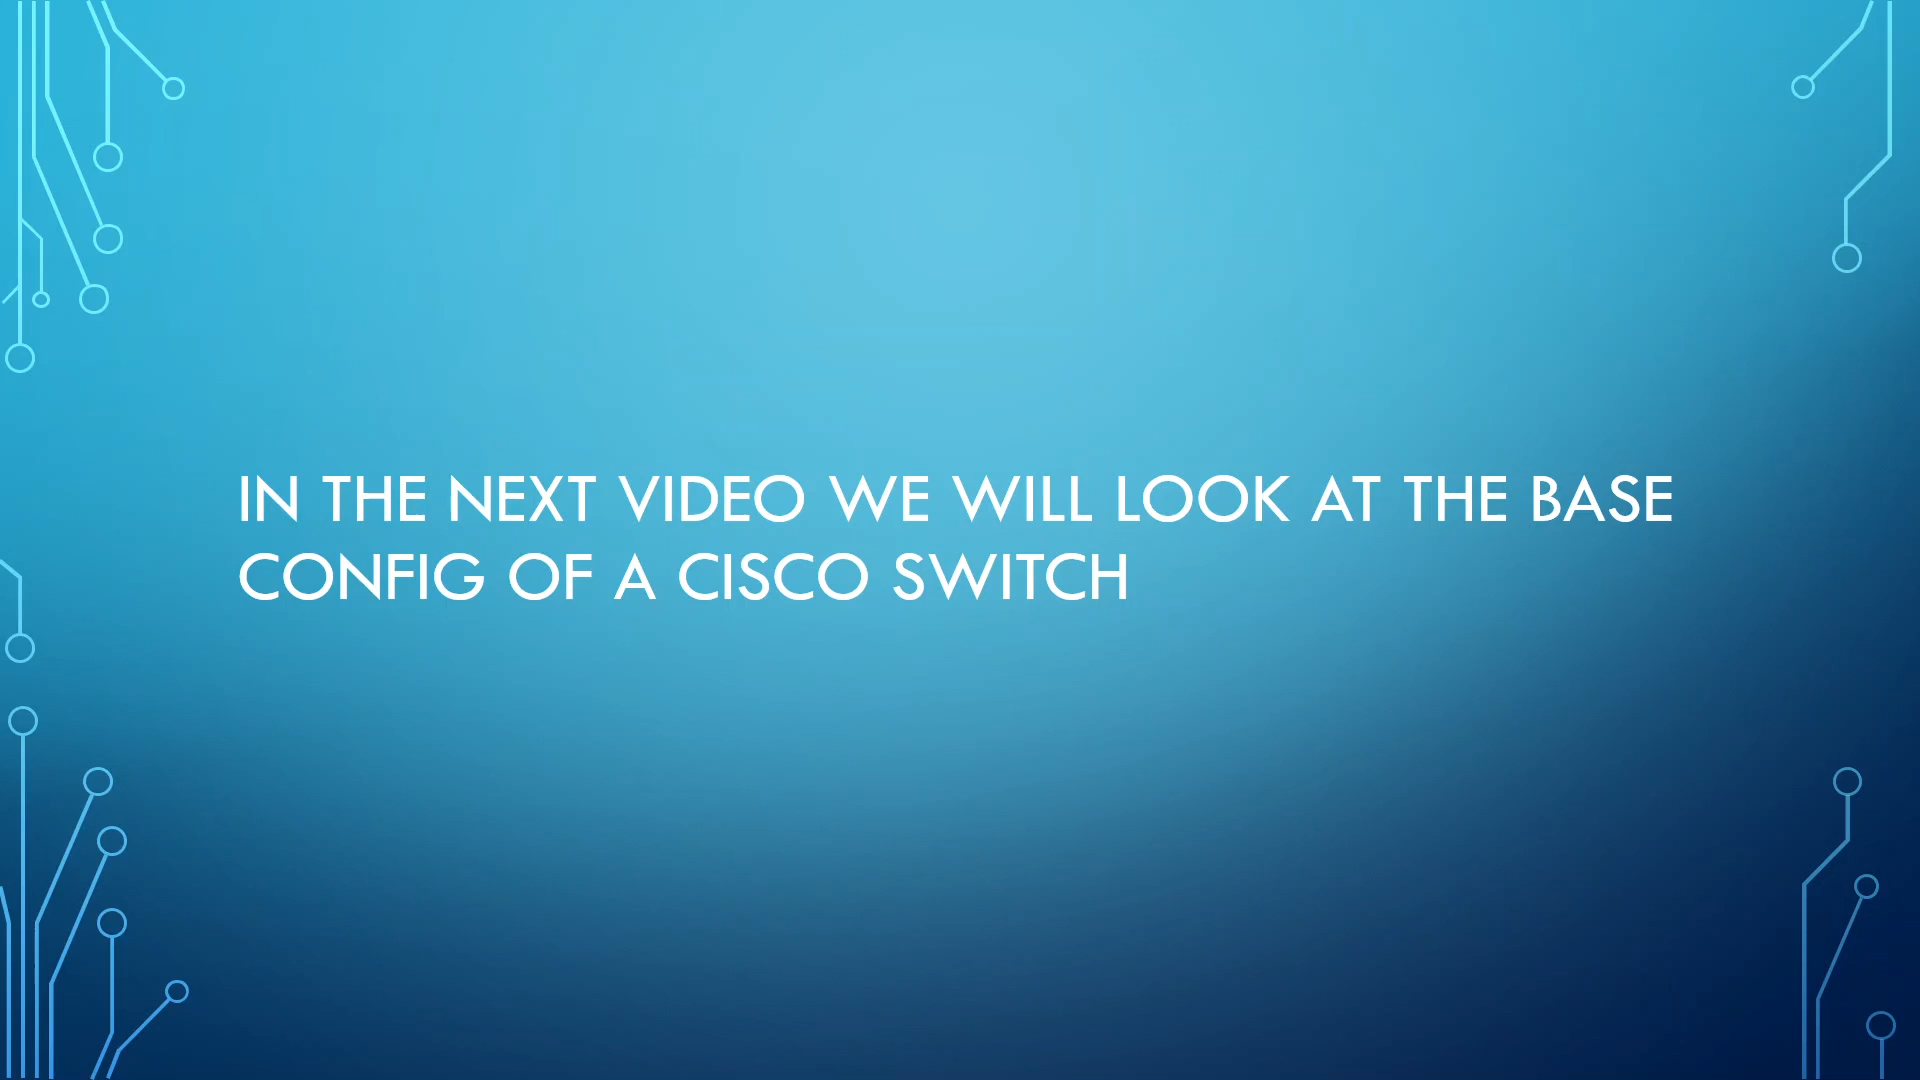 IN THE NEXT VIDEO WE WILL LOOK AT THE BASE
CONFIG OF A CISCO SWITCH